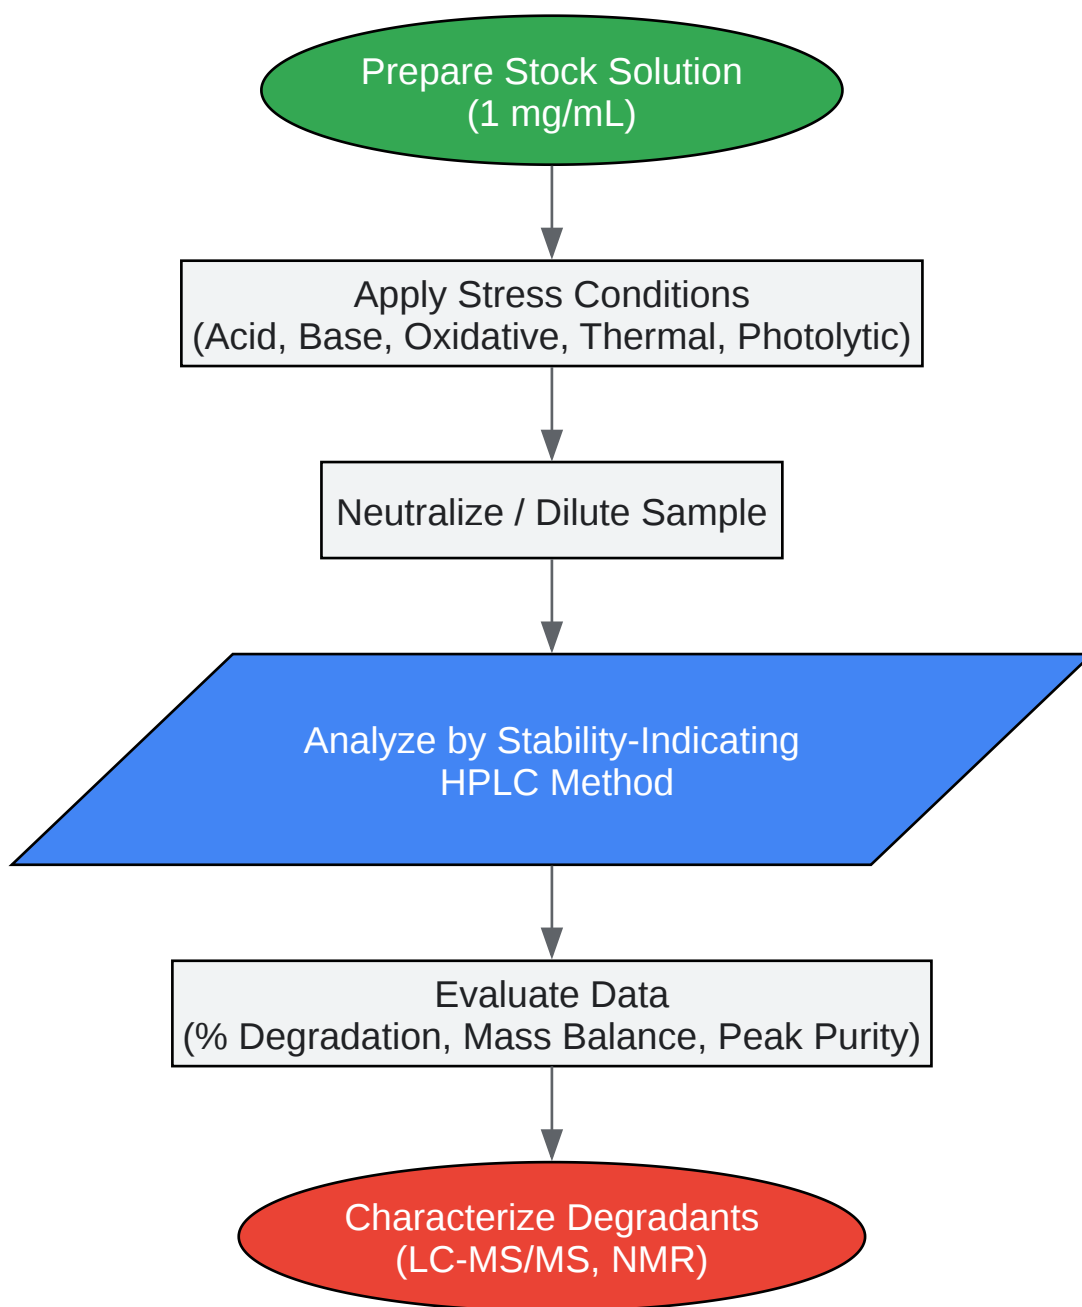 Prepare Stock Solution
(1 mg/mL)
Apply Stress Conditions
(Acid, Base, Oxidative, Thermal, Photolytic)
Neutralize / Dilute Sample
Analyze by Stability-Indicating
HPLC Method
Evaluate Data
(% Degradation, Mass Balance, Peak Purity)
Characterize Degradants
(LC-MS/MS, NMR)